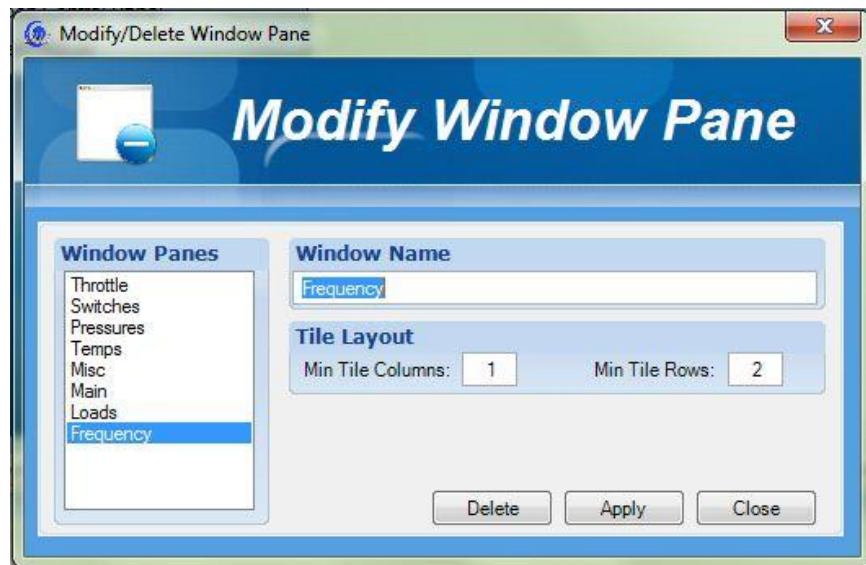 Modify/Delete Window Pane
Modify Window Pane
Window Panes
Throttle
Switches
Pressures
Temps
Misc
Main
Loads
Frequency
Window Name
Frequency
Tile Layout
Min Tile Columns: 1 Min Tile Rows: 2
Delete Apply Close